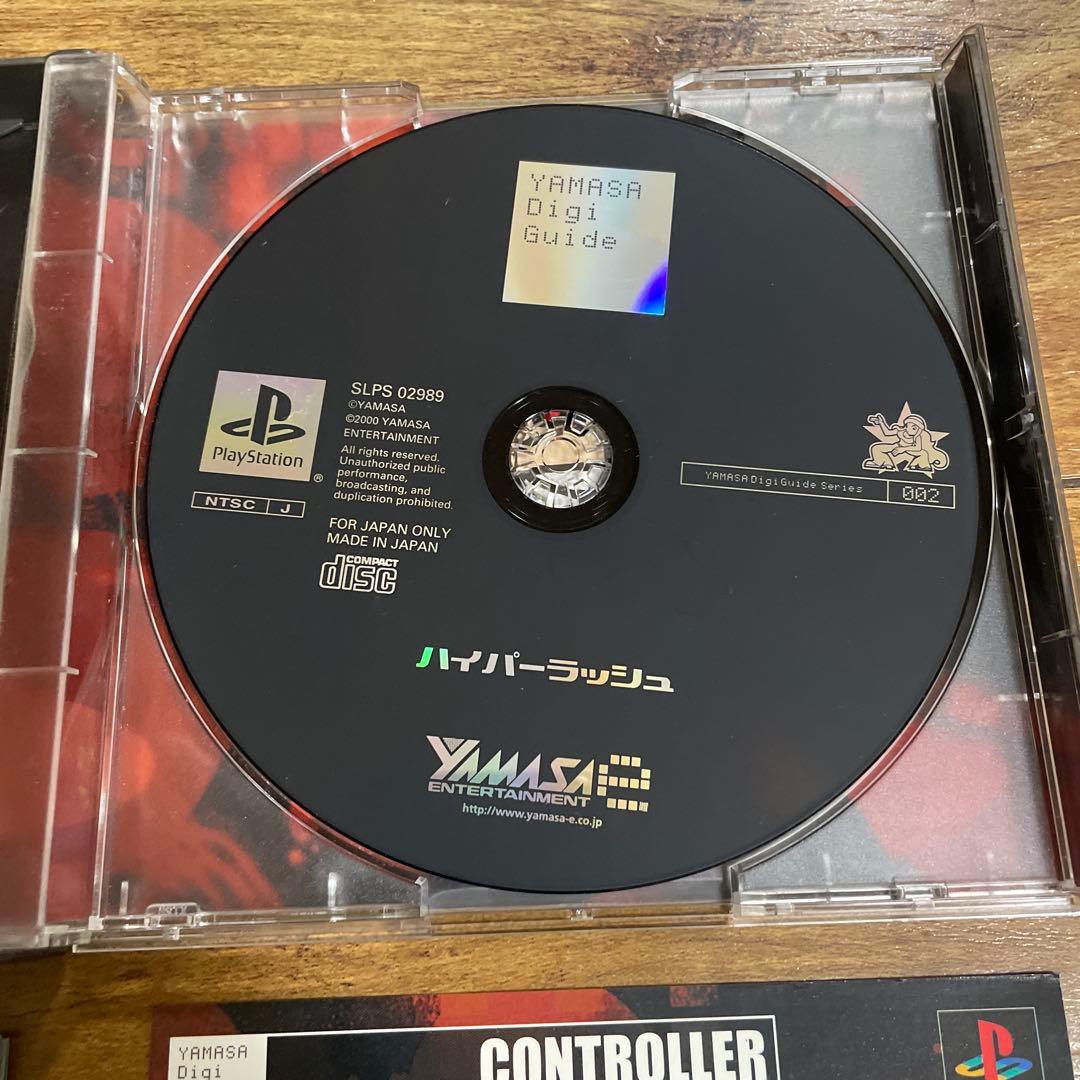 YAMASA
Digi
Guide
PlayStation
®
NTSC J
SLPS 02989
©YAMASA
©2000 YAMASA
ENTERTAINMENT
All rights reserved.
Unauthorized public
performance,
broadcasting, and
duplication prohibited.
FOR JAPAN ONLY
MADE IN JAPAN
COMPACT
disc
YAMASA DigiGuide Series 002
ハイパーラッシュ
YAMASA e
ENTERTAINMENT
http://www.yamasa-e.co.jp
YAMASA
Digi
CONTROLLER